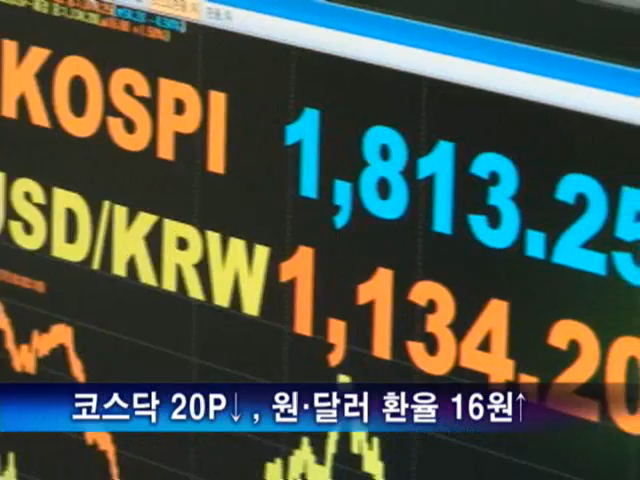 KOSPI 1,813.25
USD/KRW 1,134.20
코스닥 20P↓, 원·달러 환율 16원↑